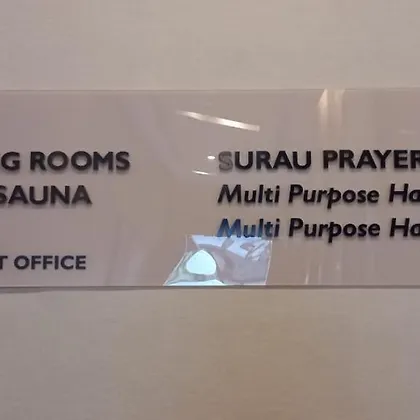 G ROOMS
SAUNA
T OFFICE
SURAU PRAYER
Multi Purpose Ha
Multi Purpose Ha